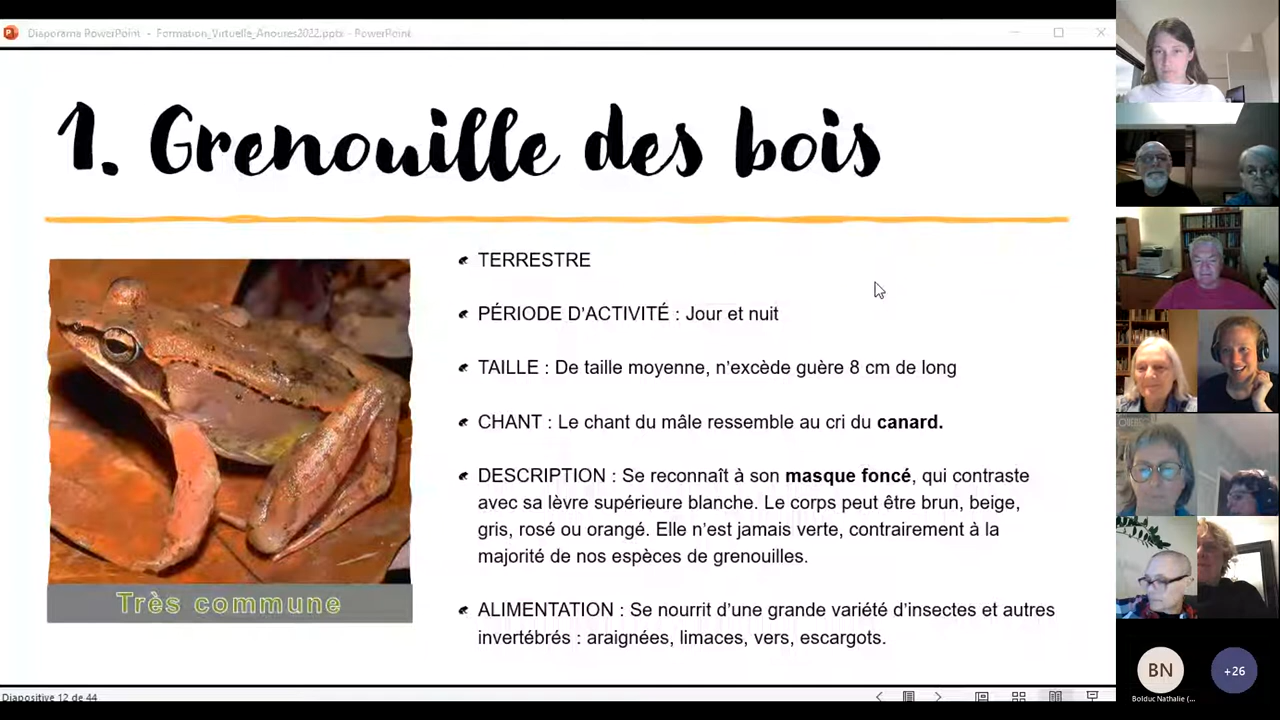 Diaporama PowerPoint - Formation_Virtuelle_Anoures2022.pptx - PowerPoint
1. Grenouille des bois
TERRESTRE
PÉRIODE D'ACTIVITÉ : Jour et nuit
TAILLE : De taille moyenne, n’excède guère 8 cm de long
CHANT : Le chant du mâle ressemble au cri du canard.
DESCRIPTION : Se reconnaît à son masque foncé, qui contraste
avec sa lèvre supérieure blanche. Le corps peut être brun, beige,
gris, rosé ou orangé. Elle n’est jamais verte, contrairement à la
majorité de nos espèces de grenouilles.
ALIMENTATION : Se nourrit d’une grande variété d’insectes et autres
invertébrés : araignées, limaces, vers, escargots.
Très commune
Diapositive 12 de 44
BN
Bolduc Nathalie (...
+26